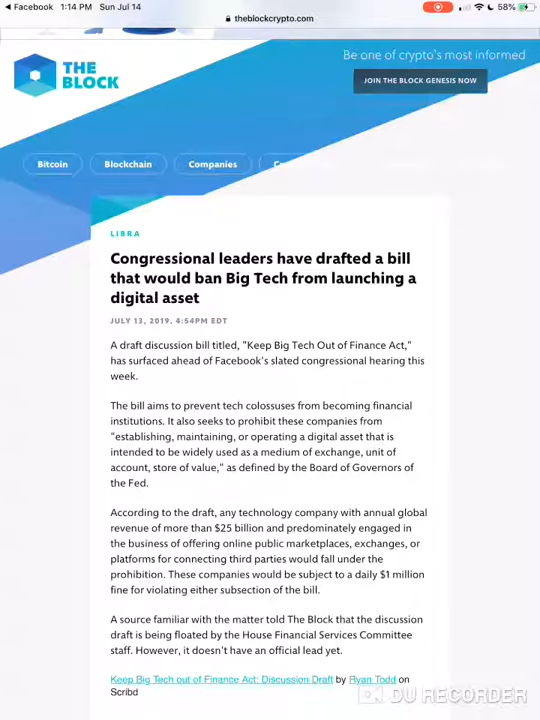 Facebook 1:14 PM Sun Jul 14 58%
theblockcrypto.com
Be one of crypto's most informed
THE
BLOCK
JOIN THE BLOCK GENESIS NOW
Bitcoin Blockchain Companies
LIBRA
Congressional leaders have drafted a bill
that would ban Big Tech from launching a
digital asset
JULY 13, 2019, 4:54PM EDT
A draft discussion bill titled, "Keep Big Tech Out of Finance Act,"
has surfaced ahead of Facebook's slated congressional hearing this
week.
The bill aims to prevent tech colossuses from becoming financial
institutions. It also seeks to prohibit these companies from
"establishing, maintaining, or operating a digital asset that is
intended to be widely used as a medium of exchange, unit of
account, store of value," as defined by the Board of Governors of
the Fed.
According to the draft, any technology company with annual global
revenue of more than $25 billion and predominately engaged in
the business of offering online public marketplaces, exchanges, or
platforms for connecting third parties would fall under the
prohibition. These companies would be subject to a daily $1 million
fine for violating either subsection of the bill.
A source familiar with the matter told The Block that the discussion
draft is being floated by the House Financial Services Committee
staff. However, it doesn't have an official lead yet.
Keep Big Tech out of Finance Act: Discussion Draft by Ryan Todd on
Scribd
DU RECORDER